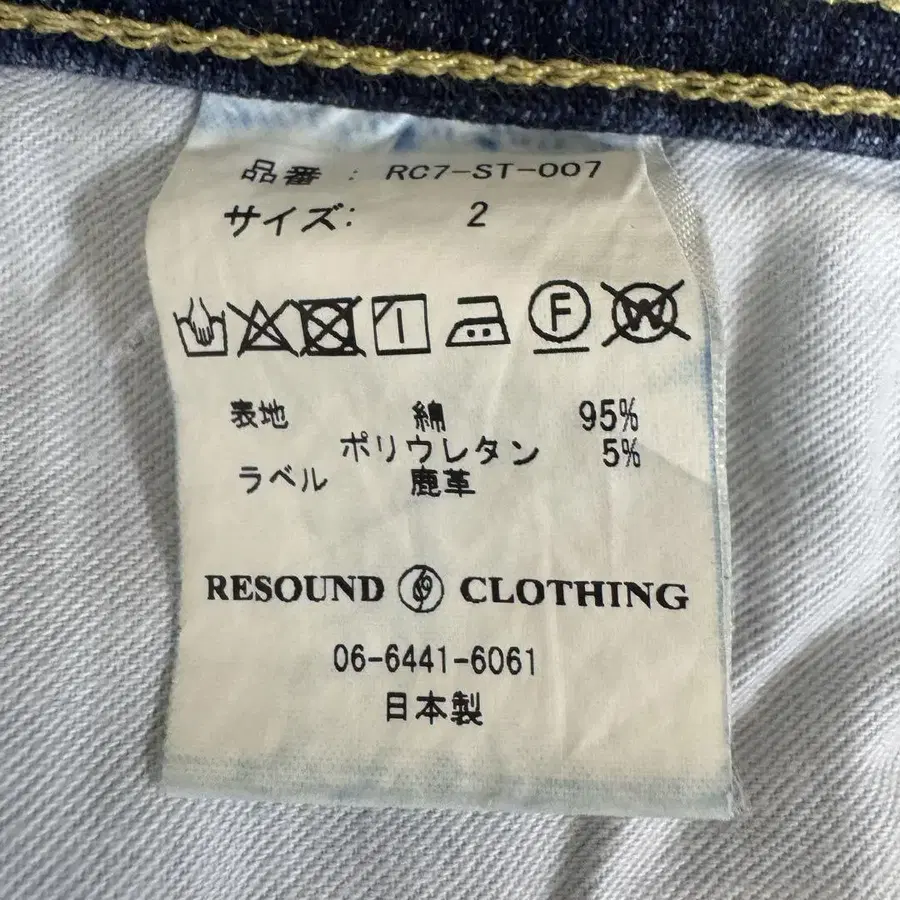 品番 : RC7-ST-007
サイズ: 2
F W
表地 綿 95%
ポリウレタン 5%
ラベル 鹿革
RESOUND CLOTHING
06-6441-6061
日本製